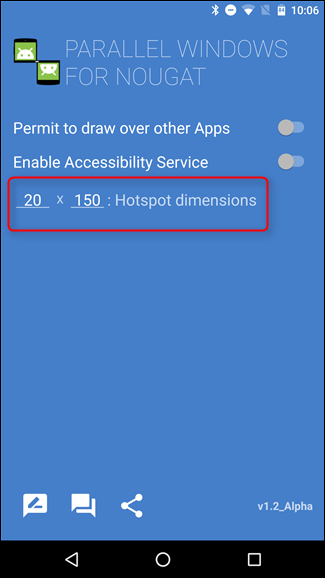 10:06
PARALLEL WINDOWS
FOR NOUGAT
Permit to draw over other Apps
Enable Accessibility Service
20 x 150 : Hotspot dimensions
v1.2_Alpha